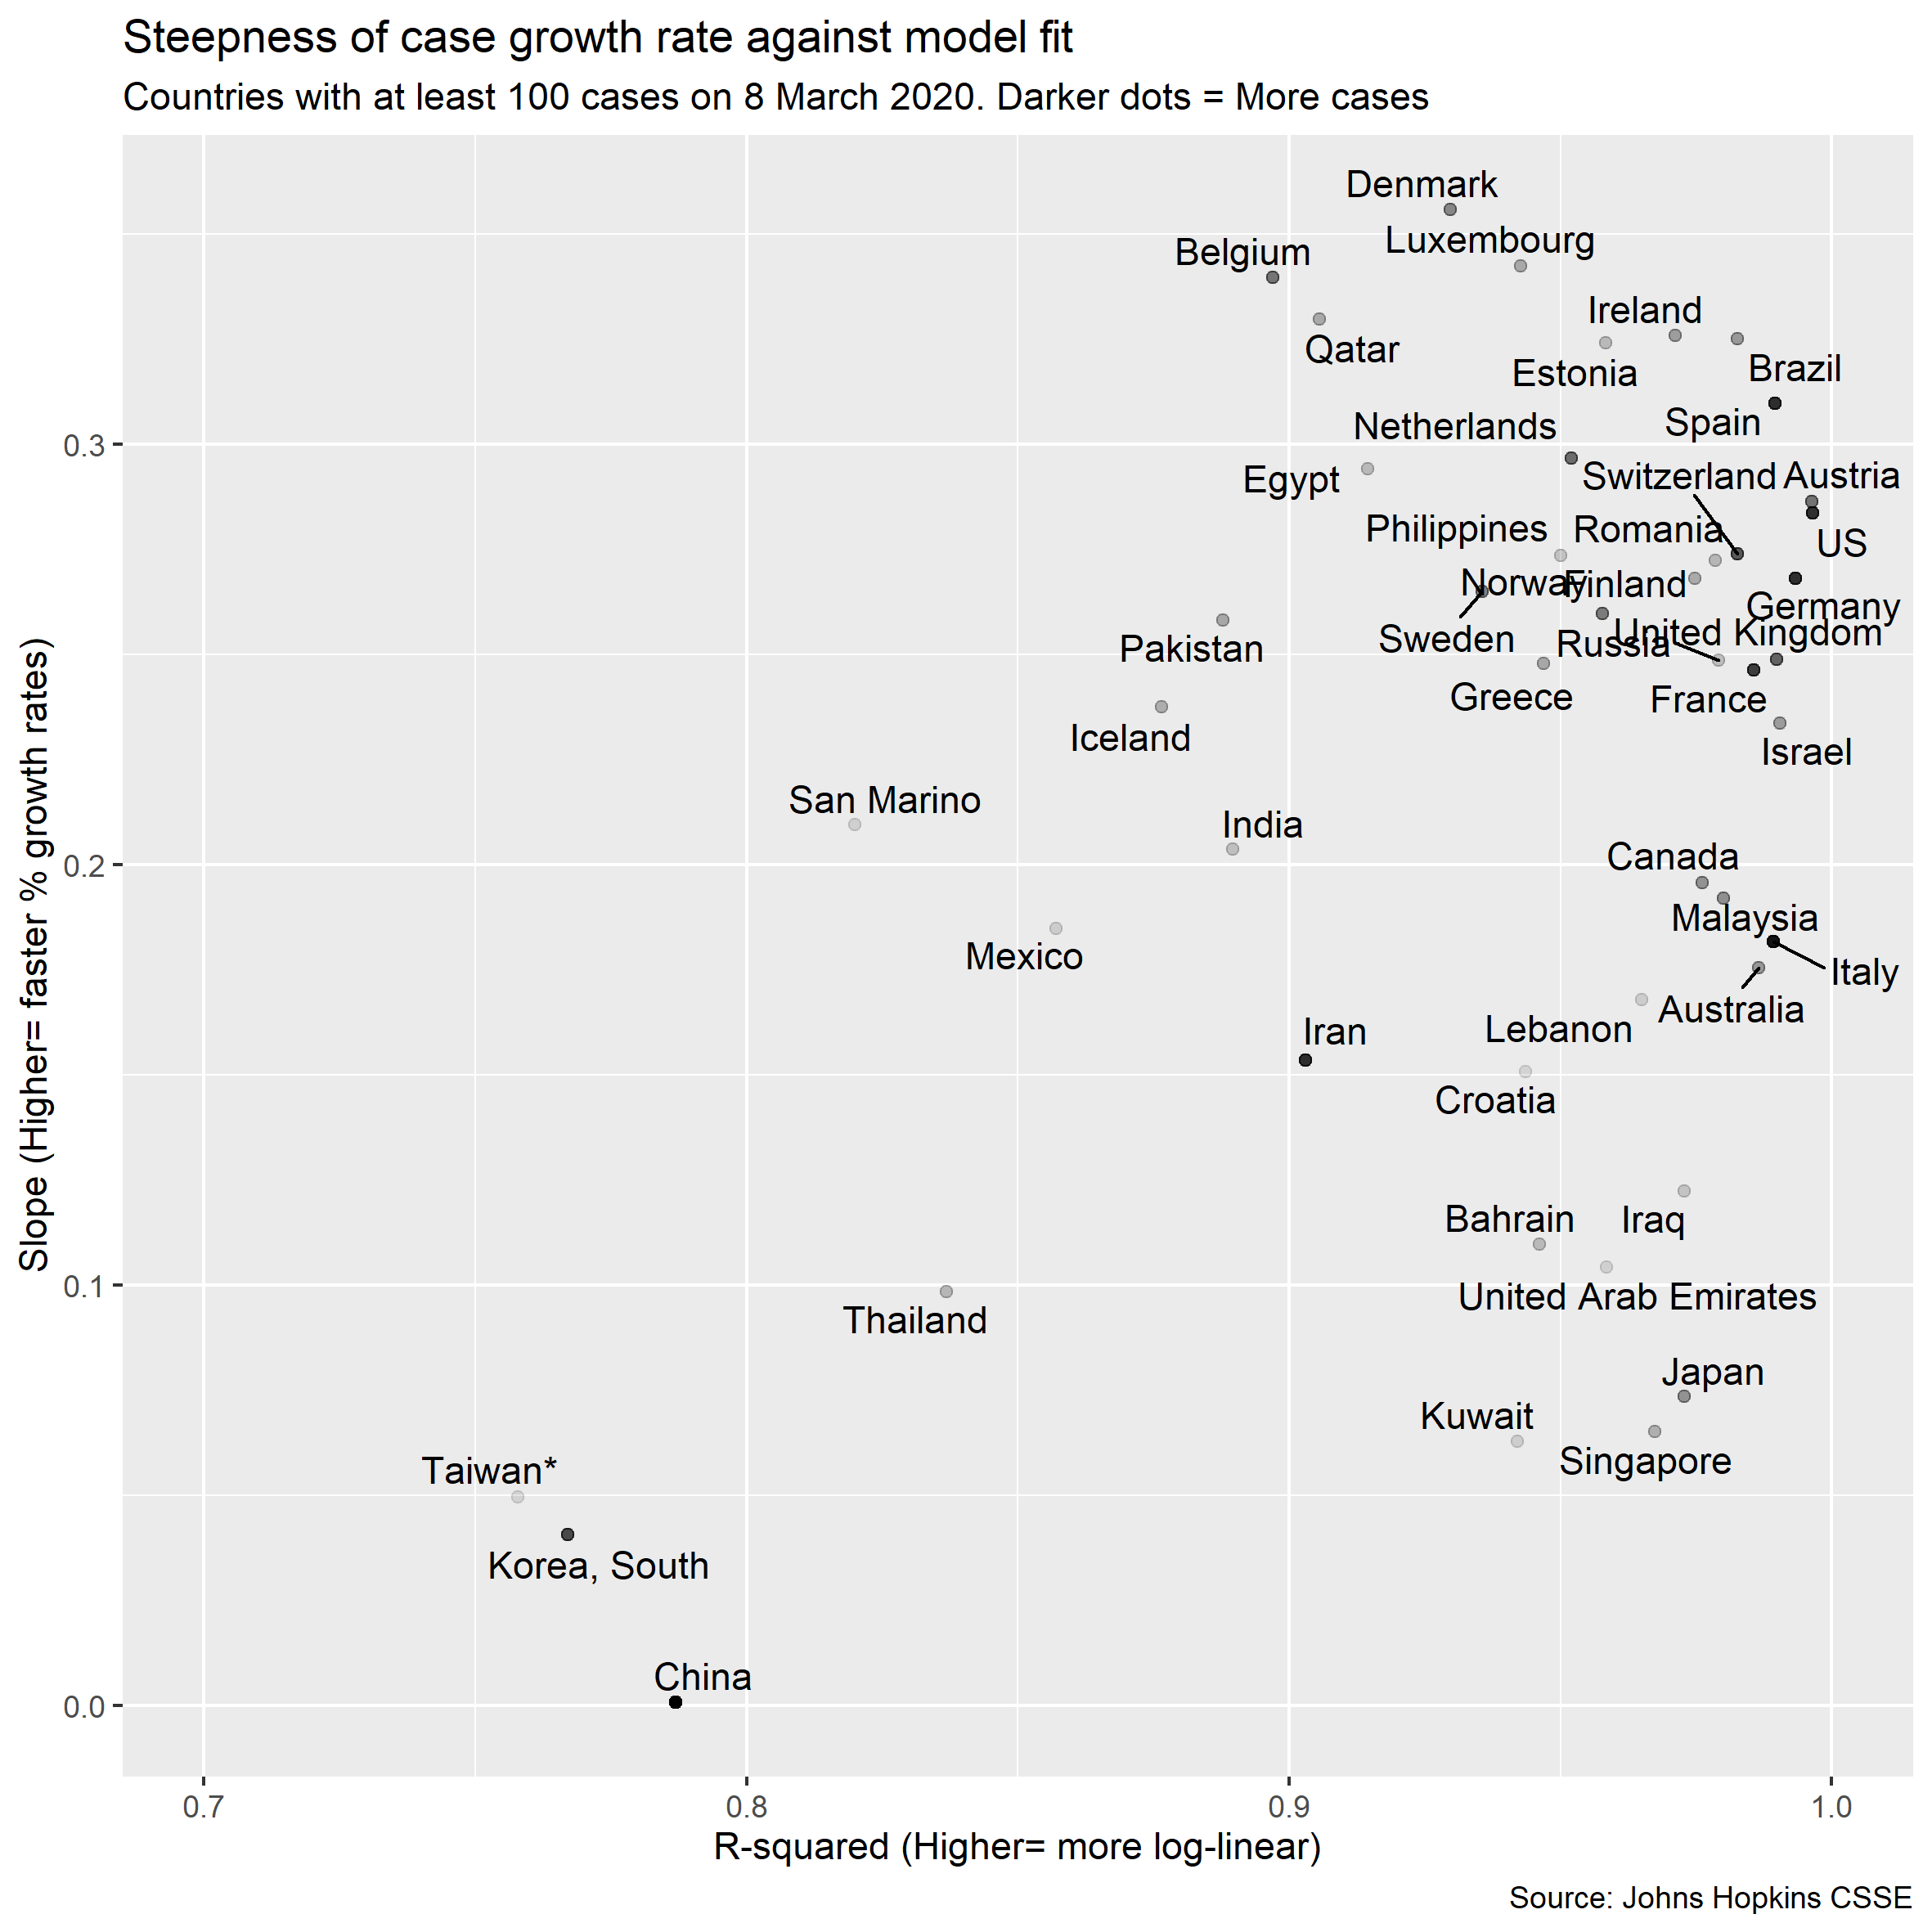 Steepness of case growth rate against model fit
Countries with at least 100 cases on 8 March 2020. Darker dots = More cases
Denmark
Luxembourg
Belgium
Ireland
Qatar
Brazil
Estonia
Spain
Netherlands
0.3
Switzerland
Austria
Egypt
Philippines
Romania
US
Norway
Finland
Germany
United Kingdom
Sweden
Russia
Pakistan
Greece
France
Iceland
Israel
San Marino
India
Canada
0.2
Malaysia
Mexico
Italy
Australia
Lebanon
Iran
Croatia
Bahrain
Iraq
0.1
United Arab Emirates
Thailand
Japan
Kuwait
Singapore
Taiwan*
Korea, South
China
0.0
Slope (Higher= faster % growth rates)
0.7
0.8
0.9
1.0
R-squared (Higher= more log-linear)
Source: Johns Hopkins CSSE